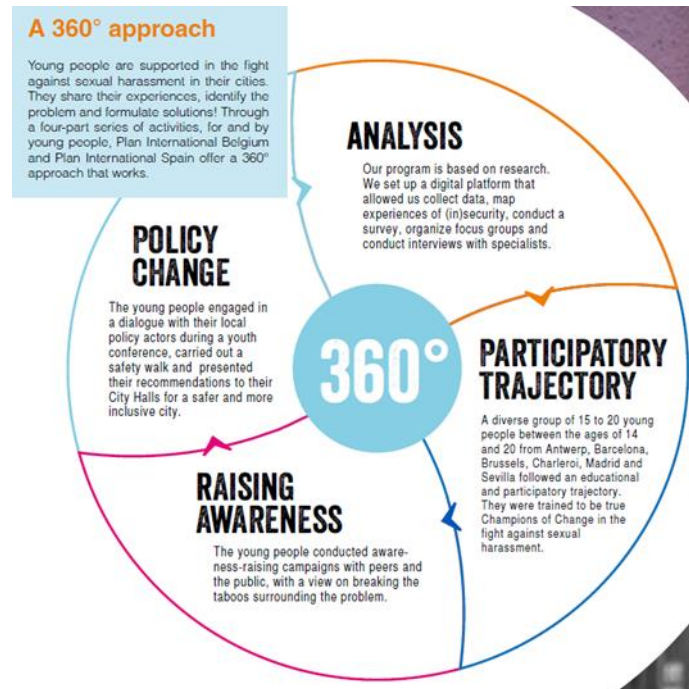 A 360° approach
Young people are supported in the fight
against sexual harassment in their cities.
They share their experiences, identify the
problem and formulate solutions! Through
a four-part series of activities, for and by
young people, Plan International Belgium
and Plan International Spain offer a 360°
approach that works.
ANALYSIS
Our program is based on research.
We set up a digital platform that
allowed us collect data, map
experiences of (in)security, conduct a
survey, organize focus groups and
conduct interviews with specialists.
POLICY
CHANGE
The young people engaged in
a dialogue with their local
policy actors during a youth
conference, carried out a
safety walk and presented
their recommendations to their
City Halls for a safer and more
inclusive city.
360°
PARTICIPATORY
TRAJECTORY
A diverse group of 15 to 20 young
people between the ages of 14
and 20 from Antwerp, Barcelona,
Brussels, Charleroi, Madrid and
Sevilla followed an educational
and participatory trajectory.
They were trained to be true
Champions of Change in the
fight against sexual
harassment.
RAISING
AWARENESS
The young people conducted aware-
ness-raising campaigns with peers and
the public, with a view on breaking the
taboos surrounding the problem.